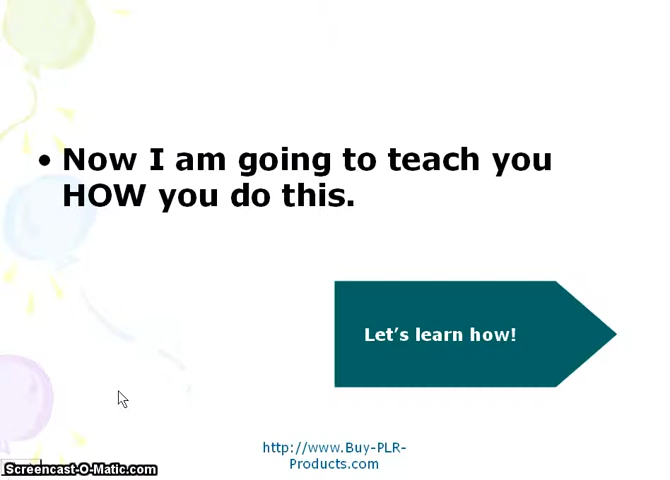 • Now I am going to teach you
HOW you do this.
Let’s learn how!
http://www.Buy-PLR-
Products.com
Screencast-O-Matic.com